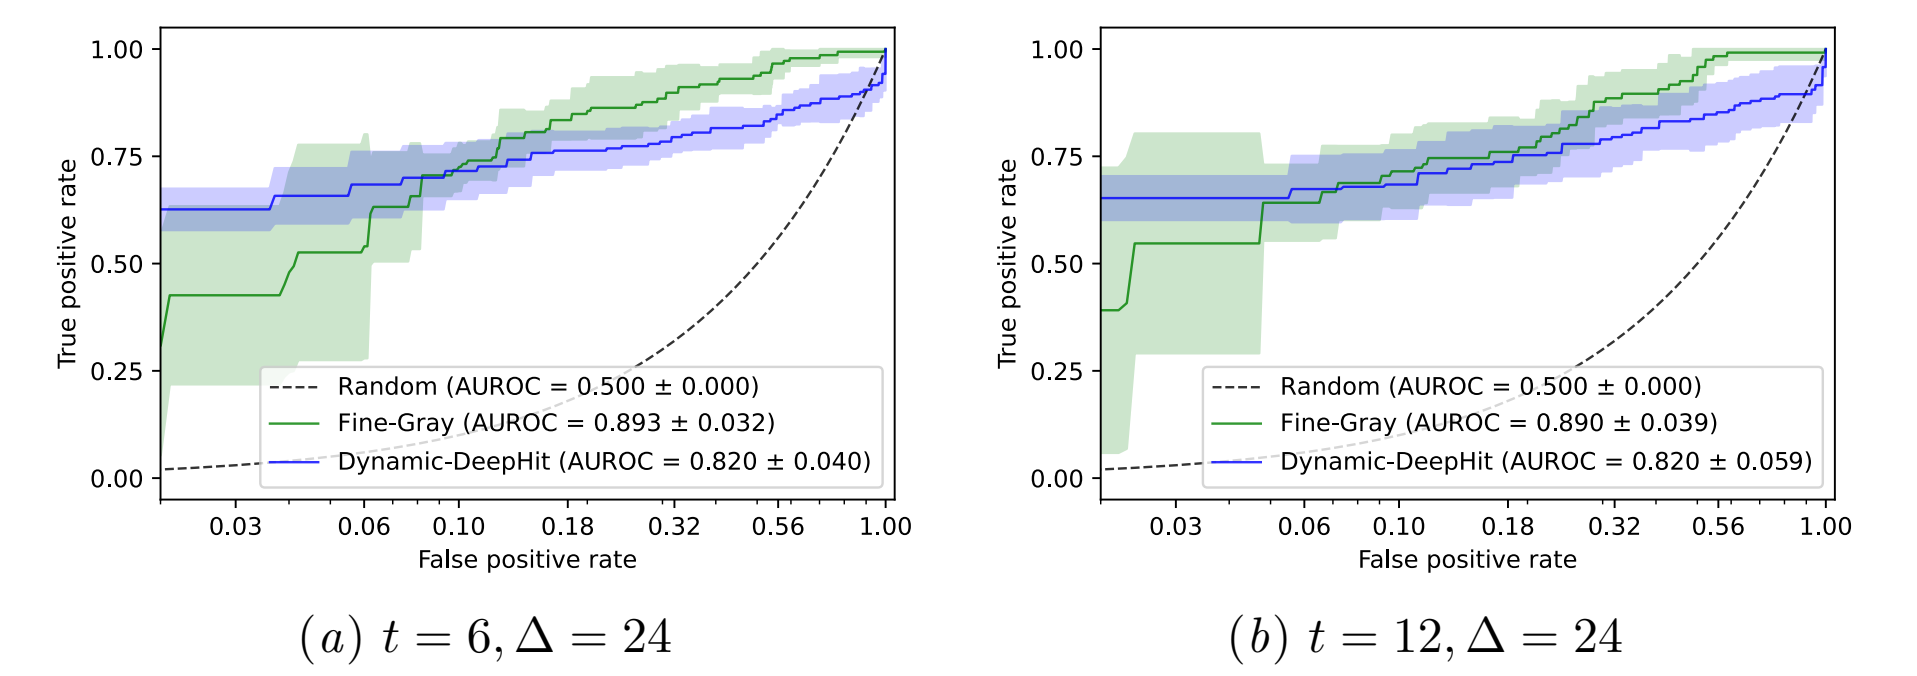 1.00
0.75
0.50
0.25
0.00
True positive rate
Random (AUROC = 0.500 ± 0.000)
Fine-Gray (AUROC = 0.893 ± 0.032)
Dynamic-DeepHit (AUROC = 0.820 ± 0.040)
0.03 0.06 0.10 0.18 0.32 0.56 1.00
False positive rate
(a) t = 6, Δ = 24
1.00
0.75
0.50
0.25
0.00
True positive rate
Random (AUROC = 0.500 ± 0.000)
Fine-Gray (AUROC = 0.890 ± 0.039)
Dynamic-DeepHit (AUROC = 0.820 ± 0.059)
0.03 0.06 0.10 0.18 0.32 0.56 1.00
False positive rate
(b) t = 12, Δ = 24